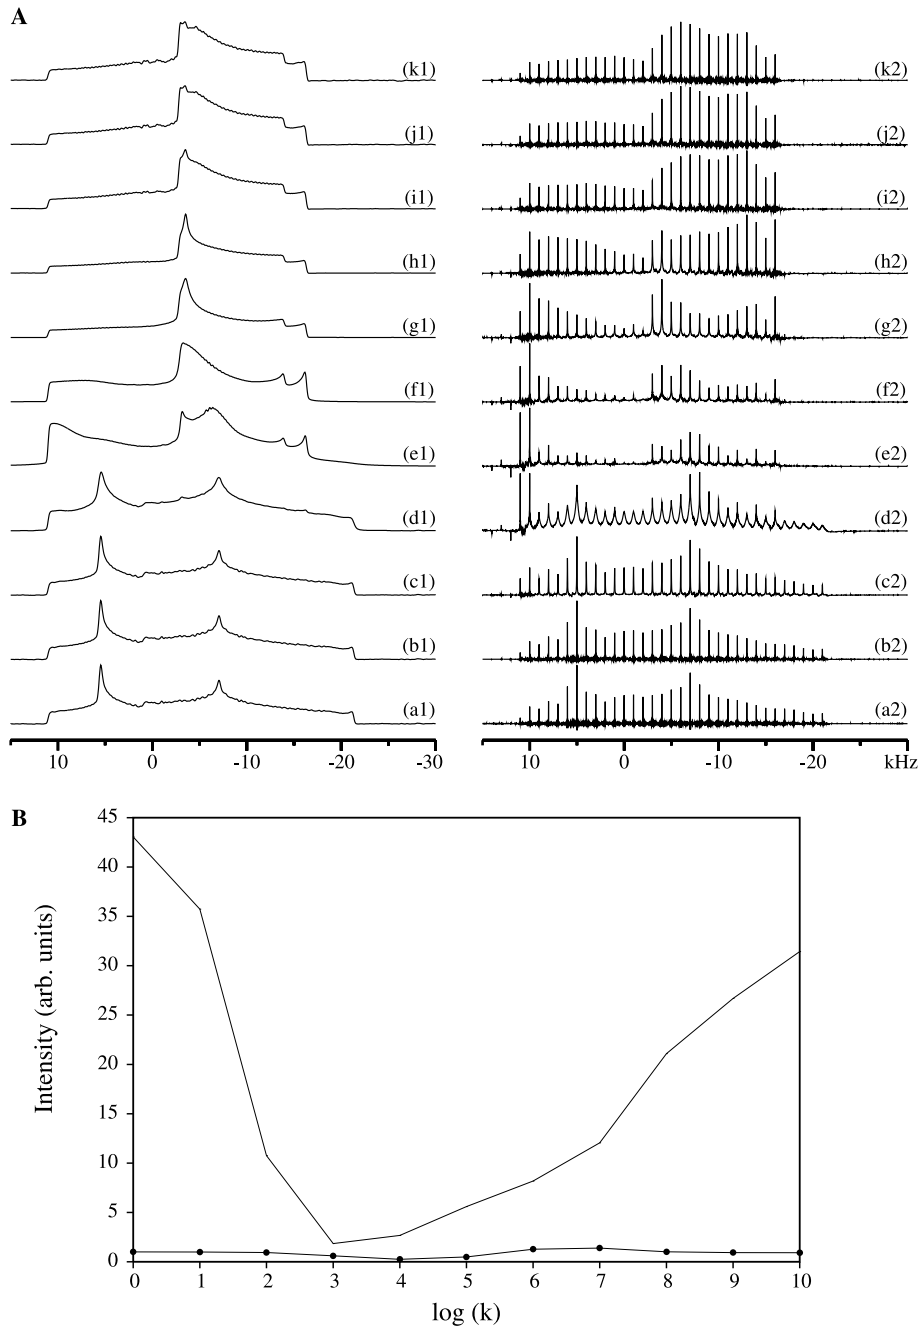 A
(k1) (k2)
(j1) (j2)
(i1) (i2)
(h1) (h2)
(g1) (g2)
(f1) (f2)
(e1) (e2)
(d1) (d2)
(c1) (c2)
(b1) (b2)
(a1) (a2)
10 0 -10 -20 -30 10 0 -10 -20 kHz
B
45
40
35
30
25
20
15
10
5
0
Intensity (arb. units)
0 1 2 3 4 5 6 7 8 9 10
log (k)